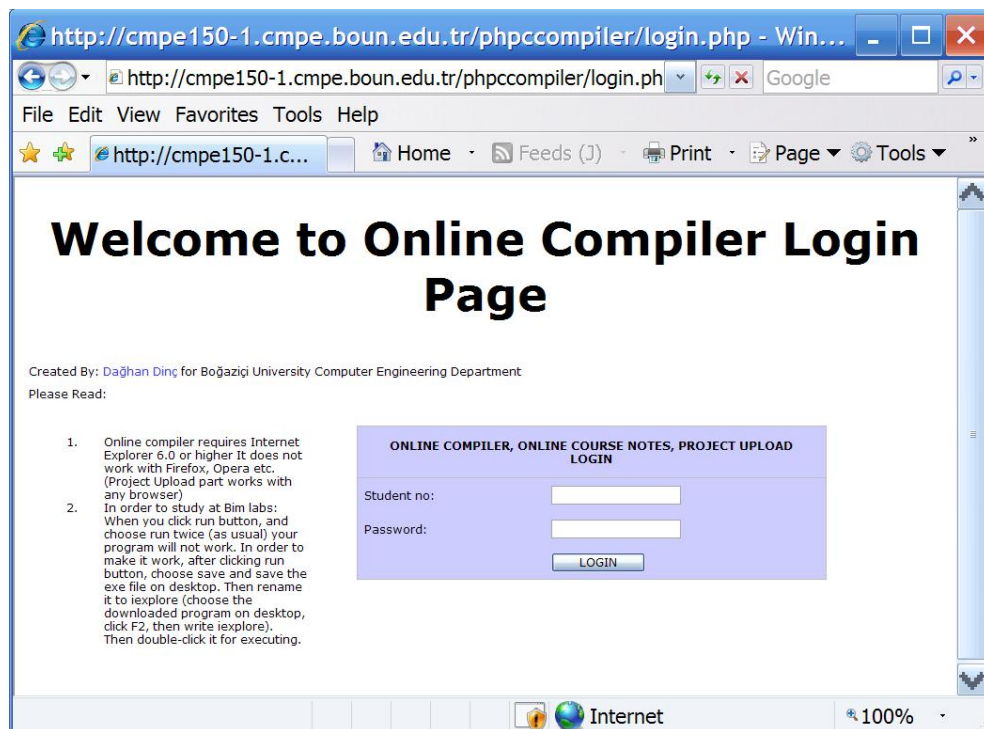 http://cmpe150-1.cmpe.boun.edu.tr/phpccompiler/login.php - Win...
http://cmpe150-1.cmpe.boun.edu.tr/phpccompiler/login.ph Google
File Edit View Favorites Tools Help
http://cmpe150-1.c... Home Feeds (J) Print Page Tools »
Welcome to Online Compiler Login
Page
Created By: Dağhan Dinç for Boğaziçi University Computer Engineering Department
Please Read:
1. Online compiler requires Internet
Explorer 6.0 or higher It does not
work with Firefox, Opera etc.
(Project Upload part works with
any browser)
2. In order to study at Bim labs:
When you click run button, and
choose run twice (as usual) your
program will not work. In order to
make it work, after clicking run
button, choose save and save the
exe file on desktop. Then rename
it to iexplore (choose the
downloaded program on desktop,
click F2, then write iexplore).
Then double-click it for executing.
ONLINE COMPILER, ONLINE COURSE NOTES, PROJECT UPLOAD
LOGIN
Student no:
Password:
LOGIN
Internet 100%